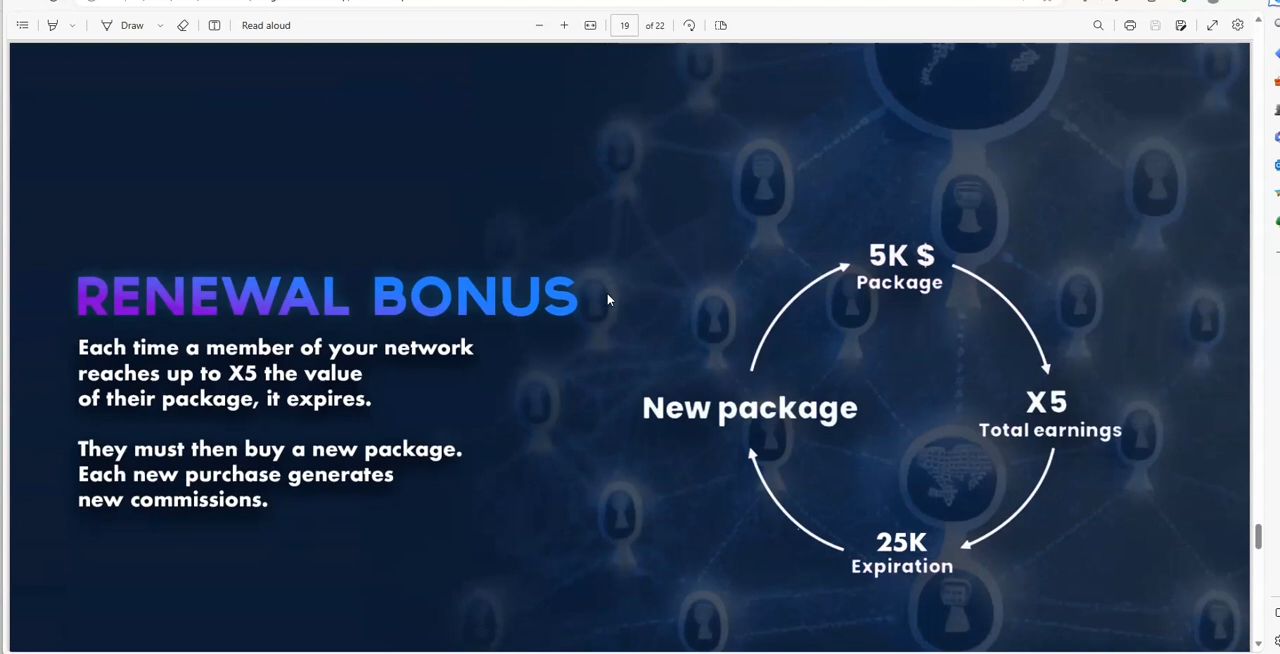 Draw
Read aloud
19
of 22
RENEWAL BONUS
Each time a member of your network
reaches up to X5 the value
of their package, it expires.
They must then buy a new package.
Each new purchase generates
new commissions.
5K $
Package
X5
Total earnings
25K
Expiration
New package